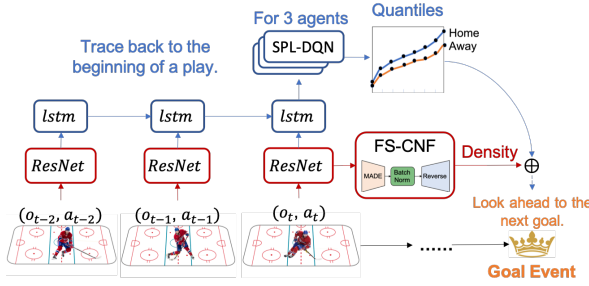 For 3 agents
Quantiles
SPL-DQN
Home
Away
Trace back to the
beginning of a play.
lstm
lstm
lstm
ResNet
ResNet
ResNet
FS-CNF
MADE
Batch
Norm
Reverse
Density
⊕
(o_{t-2}, a_{t-2})
(o_{t-1}, a_{t-1})
(o_t, a_t)
Look ahead to the
next goal.
......
Goal Event